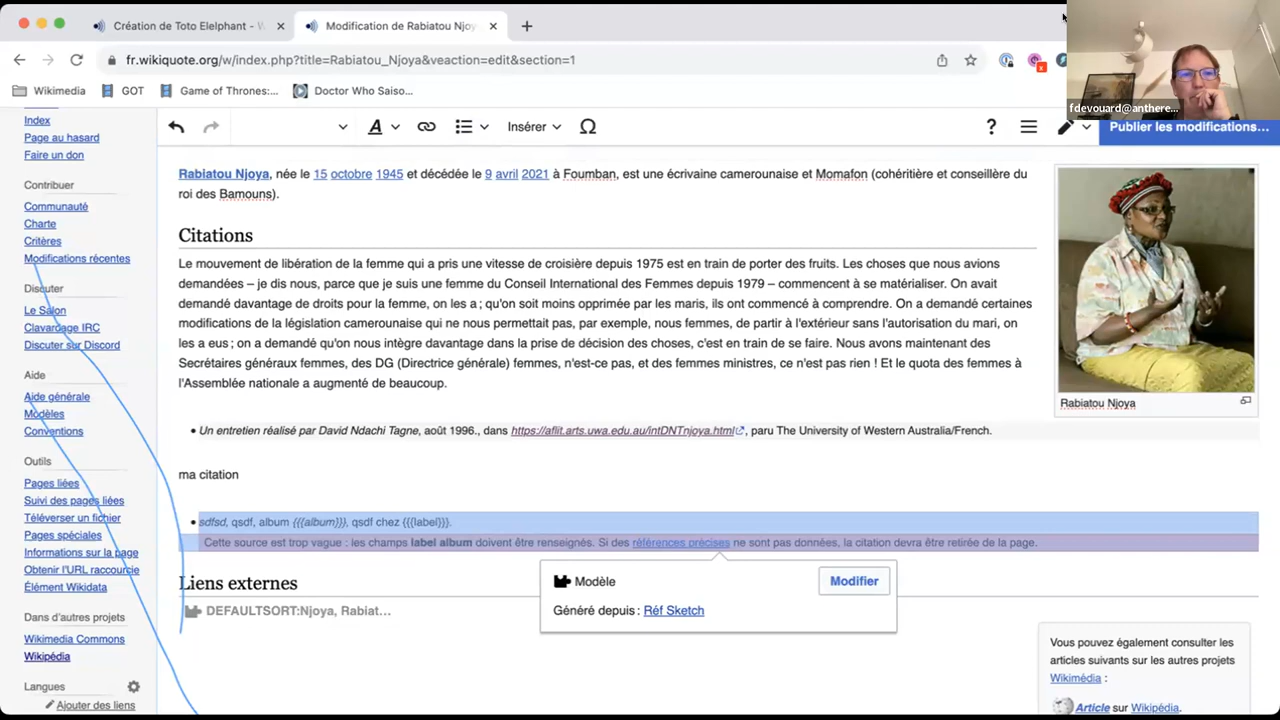 Création de Toto Elelphant - W
Modification de Rabiatou Njoy
fr.wikiquote.org/w/index.php?title=Rabiatou_Njoya&veaction=edit&section=1
Wikimedia
GOT
Game of Thrones:...
Doctor Who Saiso...
fdevouard@anthere...
Index
Page au hasard
Faire un don
Contribuer
Communauté
Charte
Critères
Modifications récentes
Discuter
Le Salon
Clavardage IRC
Discuter sur Discord
Aide
Aide générale
Modèles
Conventions
Outils
Pages liées
Suivi des pages liées
Téléverser un fichier
Pages spéciales
Informations sur la page
Obtenir l'URL raccourcie
Élément Wikidata
Dans d'autres projets
Wikimedia Commons
Wikipédia
Langues
Ajouter des liens
A
Insérer
Ω
?
Publier les modifications...
Rabiatou Njoya, née le 15 octobre 1945 et décédée le 9 avril 2021 à Foumban, est une écrivaine camerounaise et Momafon (cohéritière et conseillère du
roi des Bamouns).
Citations
Le mouvement de libération de la femme qui a pris une vitesse de croisière depuis 1975 est en train de porter des fruits. Les choses que nous avions
demandées – je dis nous, parce que je suis une femme du Conseil International des Femmes depuis 1979 – commencent à se matérialiser. On avait
demandé davantage de droits pour la femme, on les a ; qu'on soit moins opprimée par les maris, ils ont commencé à comprendre. On a demandé certaines
modifications de la législation camerounaise qui ne nous permettait pas, par exemple, nous femmes, de partir à l'extérieur sans l'autorisation du mari, on
les a eus ; on a demandé qu'on nous intègre davantage dans la prise de décision des choses, c'est en train de se faire. Nous avons maintenant des
Secrétaires généraux femmes, des DG (Directrice générale) femmes, n'est-ce pas, et des femmes ministres, ce n'est pas rien ! Et le quota des femmes à
l'Assemblée nationale a augmenté de beaucoup.
Rabiatou Njoya
• Un entretien réalisé par David Ndachi Tagne, août 1996., dans https://aflit.arts.uwa.edu.au/intDNTnjoya.html, paru The University of Western Australia/French.
ma citation
• sdfsd, qsdf, album {{{album}}}, qsdf chez {{{label}}}.
Cette source est trop vague : les champs label album doivent être renseignés. Si des références précises ne sont pas données, la citation devra être retirée de la page.
Modèle
Modifier
Généré depuis : Réf Sketch
Liens externes
DEFAULTSORT:Njoya, Rabiat...
Vous pouvez également consulter les
articles suivants sur les autres projets
Wikimédia :
Article sur Wikipédia.